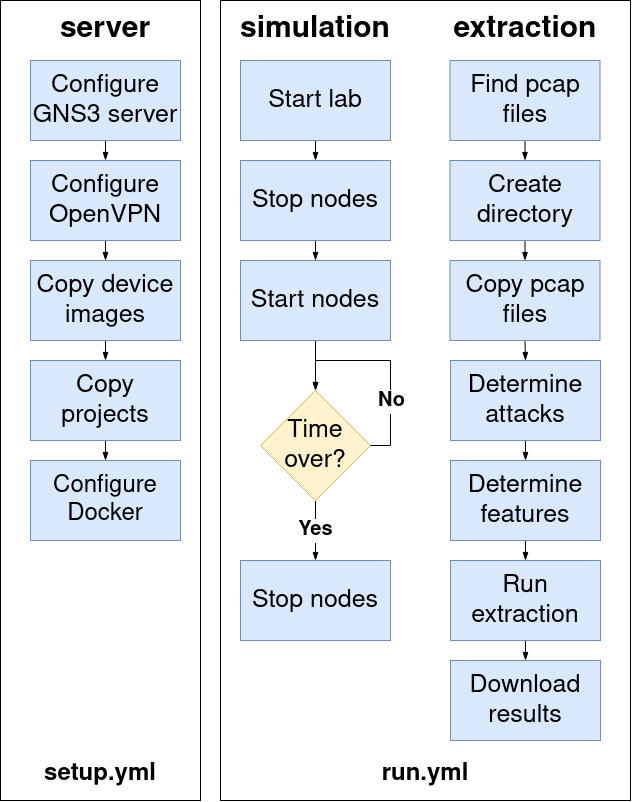 server
Configure
GNS3 server
Configure
OpenVPN
Copy device
images
Copy
projects
Configure
Docker
setup.yml
simulation
Start lab
Stop nodes
Start nodes
Time
over?
No
Yes
Stop nodes
extraction
Find pcap
files
Create
directory
Copy pcap
files
Determine
attacks
Determine
features
Run
extraction
Download
results
run.yml